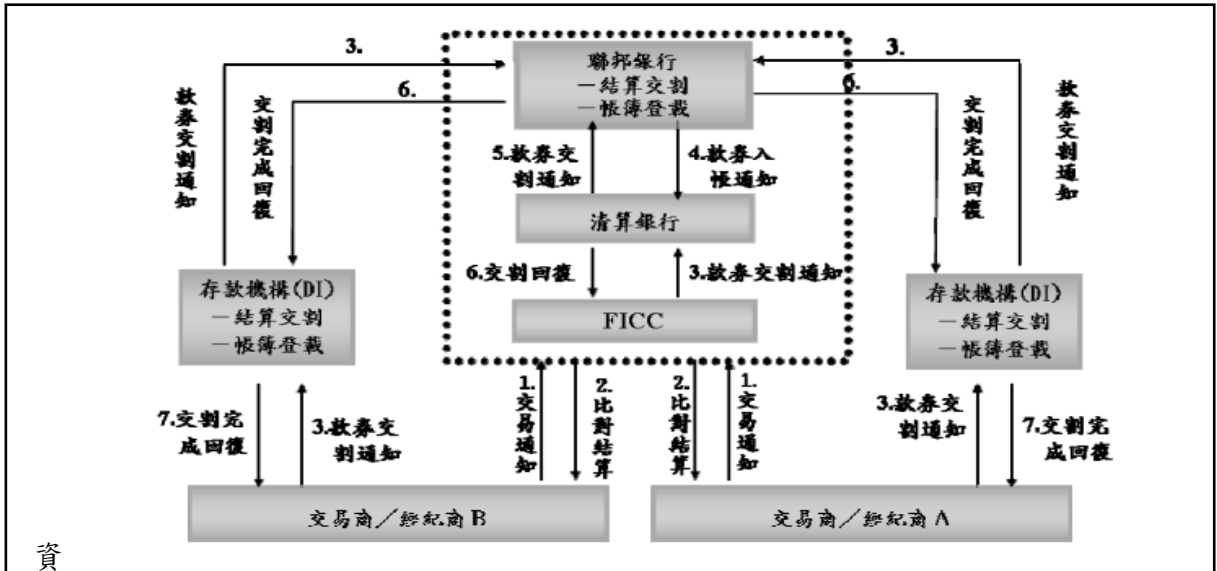 3.
3.
聯邦銀行
－結算交割
－帳簿登載
6.
6.
款券交割通知
交割完成回復
交割完成回復
款券交割通知
5.款券交
割通知
4.款券入
帳通知
清算銀行
6.交割回復
3.款券交割通知
FICC
存款機構(DI)
－結算交割
－帳簿登載
存款機構(DI)
－結算交割
－帳簿登載
1.交易通知
2.比對結算
2.比對結算
1.交易通知
7.交割完
成回復
3.款券交
割通知
3.款券交
割通知
7.交割完
成回復
交易商／經紀商B
交易商／經紀商A
資